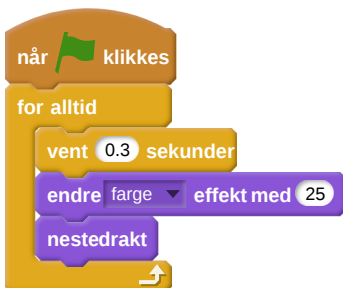 når klikkes
for alltid
vent 0.3 sekunder
endre farge effekt med 25
nestedrakt